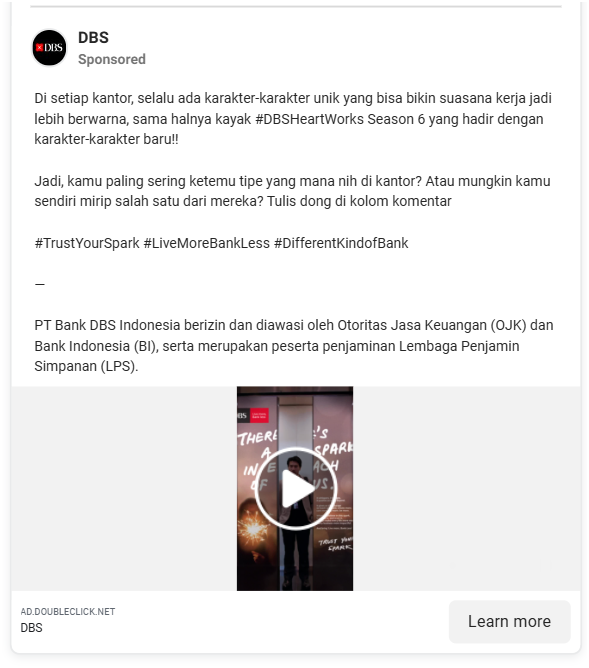 DBS
DBS
Sponsored
Di setiap kantor, selalu ada karakter-karakter unik yang bisa bikin suasana kerja jadi
lebih berwarna, sama halnya kayak #DBSHeartWorks Season 6 yang hadir dengan
karakter-karakter baru!!
Jadi, kamu paling sering ketemu tipe yang mana nih di kantor? Atau mungkin kamu
sendiri mirip salah satu dari mereka? Tulis dong di kolom komentar
#TrustYourSpark #LiveMoreBankLess #DifferentKindofBank
—
PT Bank DBS Indonesia berizin dan diawasi oleh Otoritas Jasa Keuangan (OJK) dan
Bank Indonesia (BI), serta merupakan peserta penjaminan Lembaga Penjamin
Simpanan (LPS).
BS
THERE 'S
A SPARK
IN E ACH
OF US.
TRUST YOUR
SPARK
AD.DOUBLECLICK.NET
DBS
Learn more